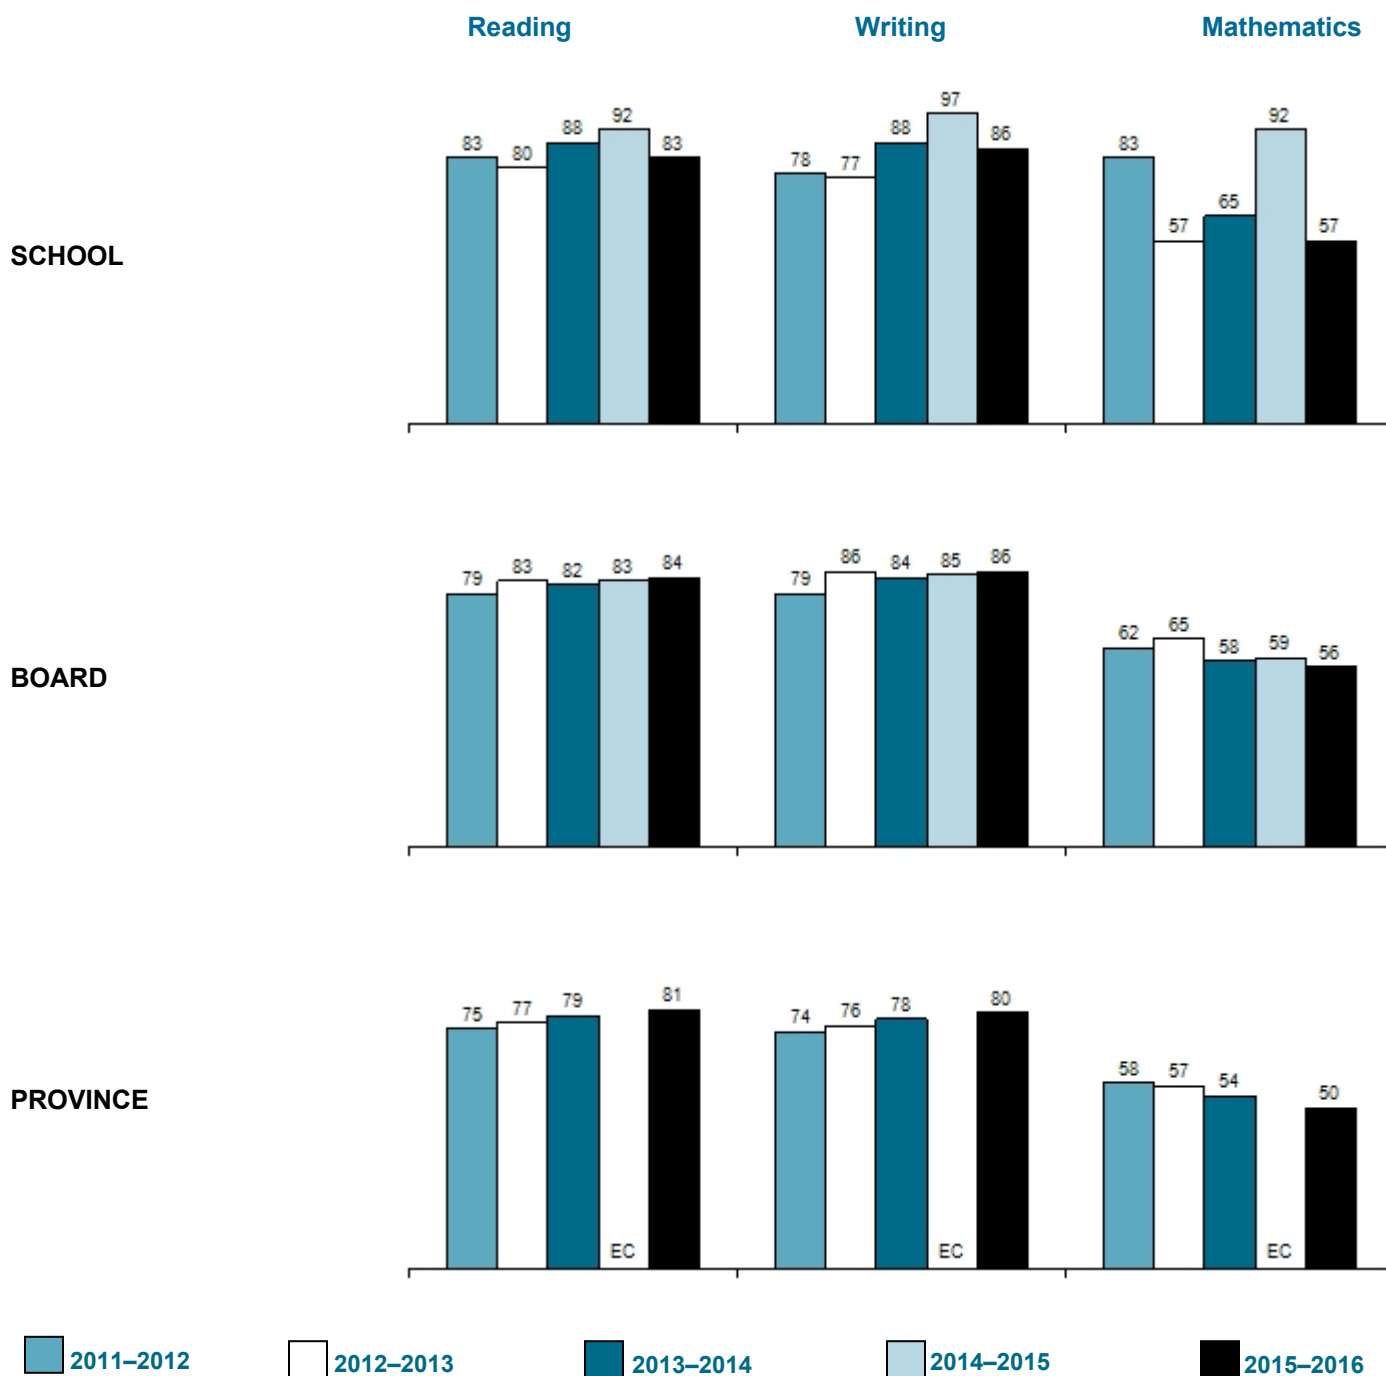 Reading Writing Mathematics
83 80 88 92 83 78 77 88 97 86 83 57 65 92 57
SCHOOL
79 83 82 83 84 79 86 84 85 86 62 65 58 59 56
BOARD
75 77 79 EC 81 74 76 78 EC 80 58 57 54 EC 50
PROVINCE
2011–2012 2012–2013 2013–2014 2014–2015 2015–2016